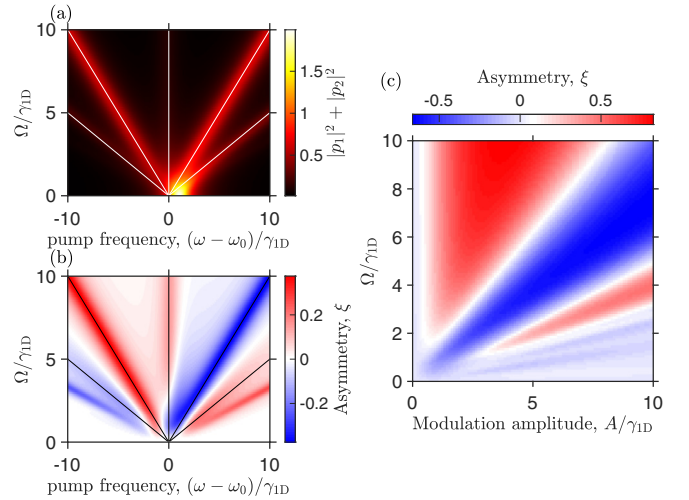 (a)
10
5
0
Ω/γ1D
-10
0
10
pump frequency, (ω − ω0)/γ1D
1.5
1
0.5
|p1|^2 + |p2|^2
(b)
10
5
0
Ω/γ1D
-10
0
10
pump frequency, (ω − ω0)/γ1D
0.2
0
-0.2
Asymmetry, ξ
(c)
Asymmetry, ξ
-0.5
0
0.5
10
8
6
4
2
0
Ω/γ1D
0
5
10
Modulation amplitude, A/γ1D